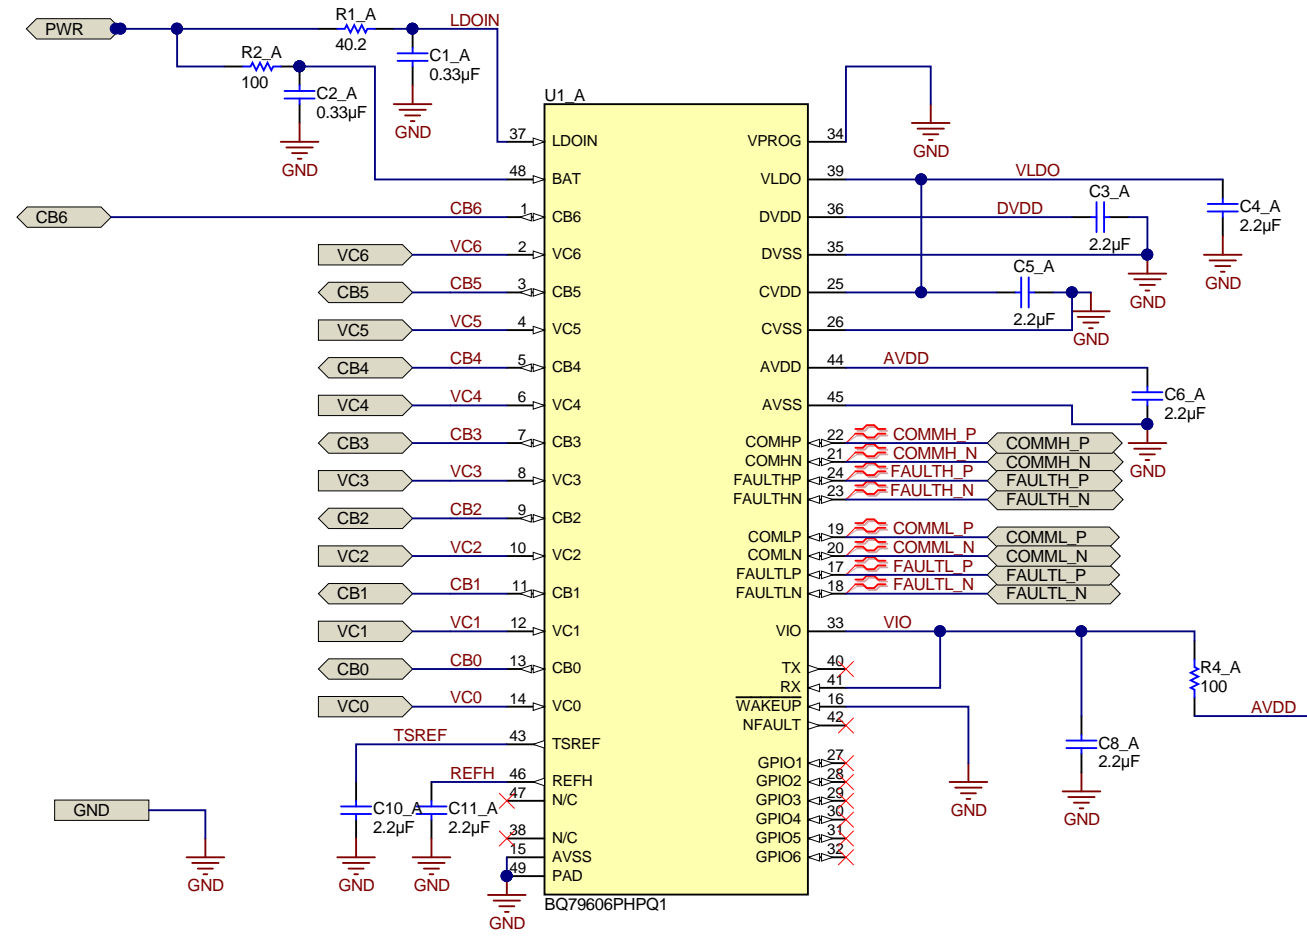 PWR
R1_A
40.2
LDOIN
C1_A
0.33µF
GND
R2_A
100
C2_A
0.33µF
GND
U1_A
37 LDOIN
48 BAT
CB6 CB6 1 CB6
VC6 VC6 2 VC6
CB5 CB5 3 CB5
VC5 VC5 4 VC5
CB4 CB4 5 CB4
VC4 VC4 6 VC4
CB3 CB3 7 CB3
VC3 VC3 8 VC3
CB2 CB2 9 CB2
VC2 VC2 10 VC2
CB1 CB1 11 CB1
VC1 VC1 12 VC1
CB0 CB0 13 CB0
VC0 VC0 14 VC0
TSREF 43 TSREF
REFH 46 REFH
47 N/C
38 N/C
15 AVSS
49 PAD
C10_A
2.2µF
GND
C11_A
2.2µF
GND
GND
GND
GND
BQ79606PHPQ1
VPROG 34
GND
VLDO 39 VLDO
C4_A
2.2µF
GND
DVDD 36 DVDD
C3_A
2.2µF
DVSS 35
GND
CVDD 25
C5_A
2.2µF
CVSS 26
GND
AVDD 44 AVDD
AVSS 45
C6_A
2.2µF
GND
COMHP 22 COMMH_P COMMH_P
COMHN 21 COMMH_N COMMH_N
FAULTHP 24 FAULTH_P FAULTH_P
FAULTHN 23 FAULTH_N FAULTH_N
COMLP 19 COMML_P COMML_P
COMLN 20 COMML_N COMML_N
FAULTLP 17 FAULTL_P FAULTL_P
FAULTLN 18 FAULTL_N FAULTL_N
VIO 33 VIO
TX 40
RX 41
WAKEUP 16
NFAULT 42
GPIO1 27
GPIO2 28
GPIO3 29
GPIO4 30
GPIO5 31
GPIO6 32
R4_A
100
AVDD
C8_A
2.2µF
GND
GND